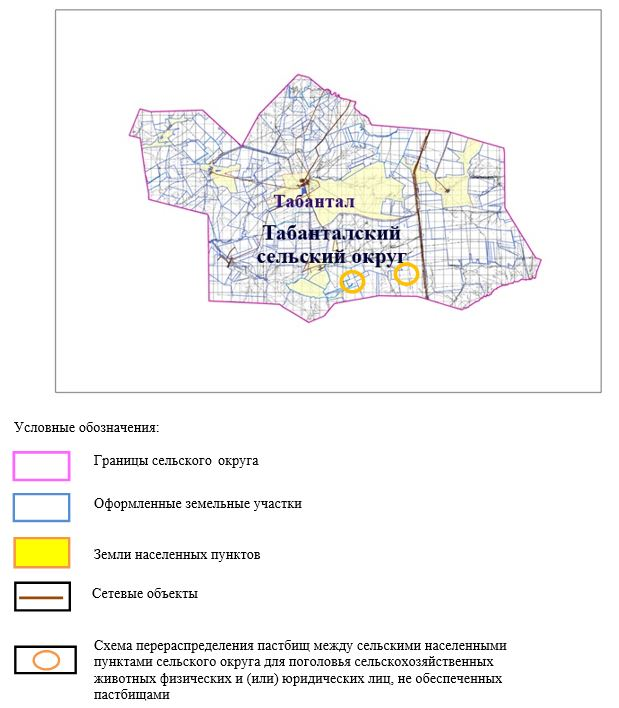 Табантал
Табанталский
сельский округ
Условные обозначения:
Границы сельского округа
Оформленные земельные участки
Земли населенных пунктов
Сетевые объекты
Схема перераспределения пастбищ между сельскими населенными
пунктами сельского округа для поголовья сельскохозяйственных
животных физических и (или) юридических лиц, не обеспеченных
пастбищами